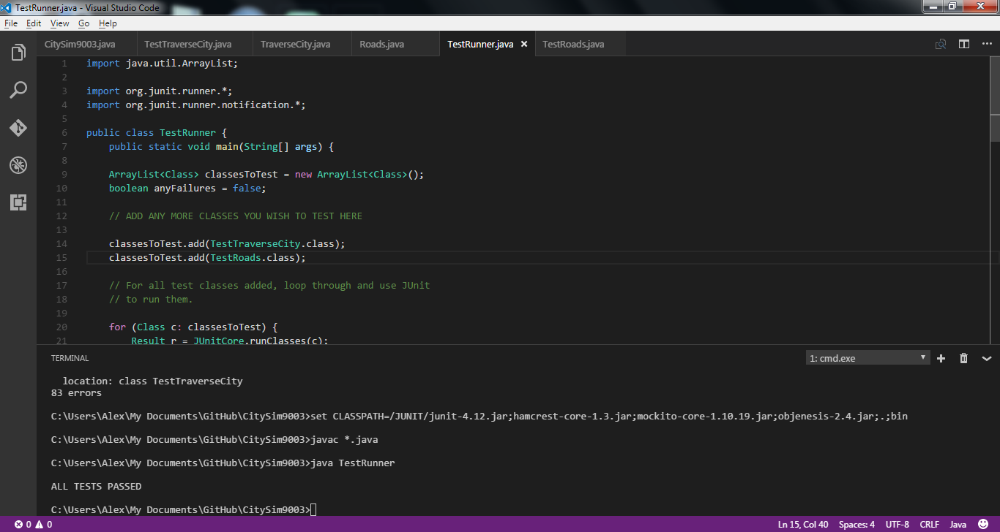 TestRunner.java - Visual Studio Code
File Edit View Go Help
CitySim9003.java TestTraverseCity.java TraverseCity.java Roads.java TestRunner.java TestRoads.java
1 import java.util.ArrayList;
2
3 import org.junit.runner.*;
4 import org.junit.runner.notification.*;
5
6 public class TestRunner {
7 public static void main(String[] args) {
8
9 ArrayList<Class> classesToTest = new ArrayList<Class>();
10 boolean anyFailures = false;
11
12 // ADD ANY MORE CLASSES YOU WISH TO TEST HERE
13
14 classesToTest.add(TestTraverseCity.class);
15 classesToTest.add(TestRoads.class);
16
17 // For all test classes added, loop through and use JUnit
18 // to run them.
19
20 for (Class c: classesToTest) {
21 Result r = JUnitCore.runClasses(c);
TERMINAL 1: cmd.exe
location: class TestTraverseCity
83 errors
C:\Users\Alex\My Documents\GitHub\CitySim9003>set CLASSPATH=/JUNIT/junit-4.12.jar;hamcrest-core-1.3.jar;mockito-core-1.10.19.jar;objenesis-2.4.jar;.;bin
C:\Users\Alex\My Documents\GitHub\CitySim9003>javac *.java
C:\Users\Alex\My Documents\GitHub\CitySim9003>java TestRunner
ALL TESTS PASSED
C:\Users\Alex\My Documents\GitHub\CitySim9003>
0 0 Ln 15, Col 40 Spaces: 4 UTF-8 CRLF Java